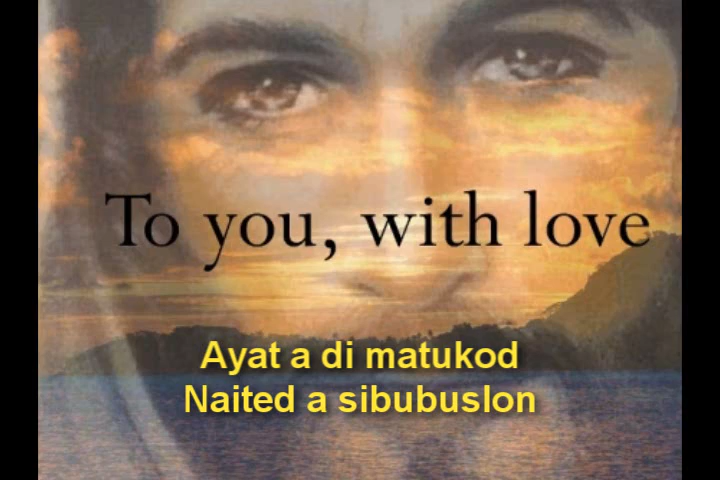 To you, with love
Ayat a di matukod
Naited a sibubuslon